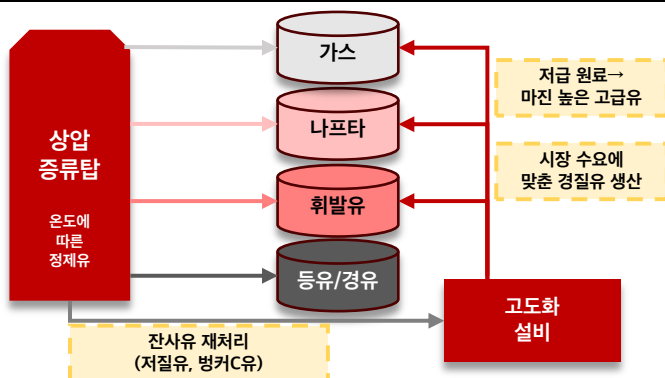 상압
증류탑
온도에
따른
정제유
가스
나프타
휘발유
등유/경유
저급 원료→
마진 높은 고급유
시장 수요에
맞춘 경질유 생산
고도화
설비
잔사유 재처리
(저질유, 벙커C유)